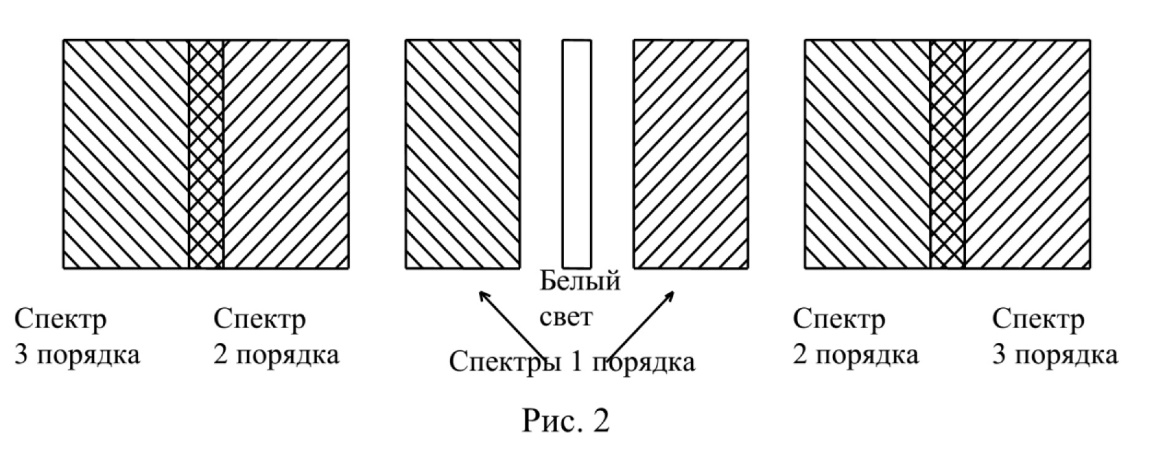 Белый
свет
Спектр
3 порядка
Спектр
2 порядка
Спектры 1 порядка
Спектр
2 порядка
Спектр
3 порядка
Рис. 2